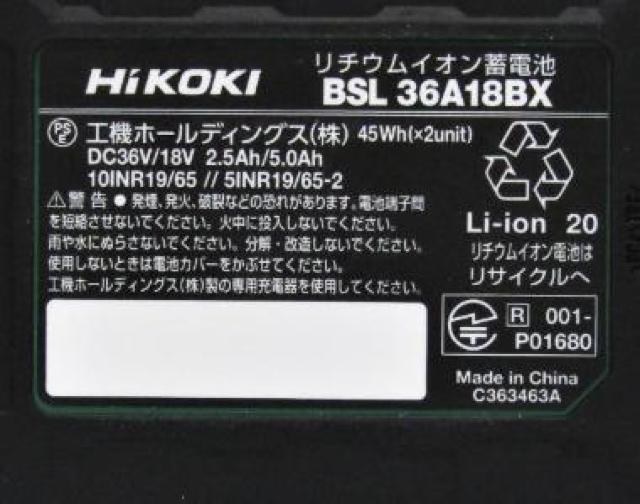 HiKOKI
リチウムイオン蓄電池
BSL 36A18BX
PSE 工機ホールディングス(株) 45Wh(×2unit)
DC36V/18V 2.5Ah/5.0Ah
10INR19/65 // 5INR19/65-2
⚠警告 ● 発煙、発火、破裂などの恐れがあります。電池端子間
を短絡させないでください。火中に投入しないでください。
雨や水にぬらさないでください。分解・改造しないでください。
使用しないときは電池カバーをかぶせてください。
工機ホールディングス(株)製の専用充電器を使用してください。
Li-ion 20
リチウムイオン電池は
リサイクルへ
R 001-
P01680
Made in China
C363463A